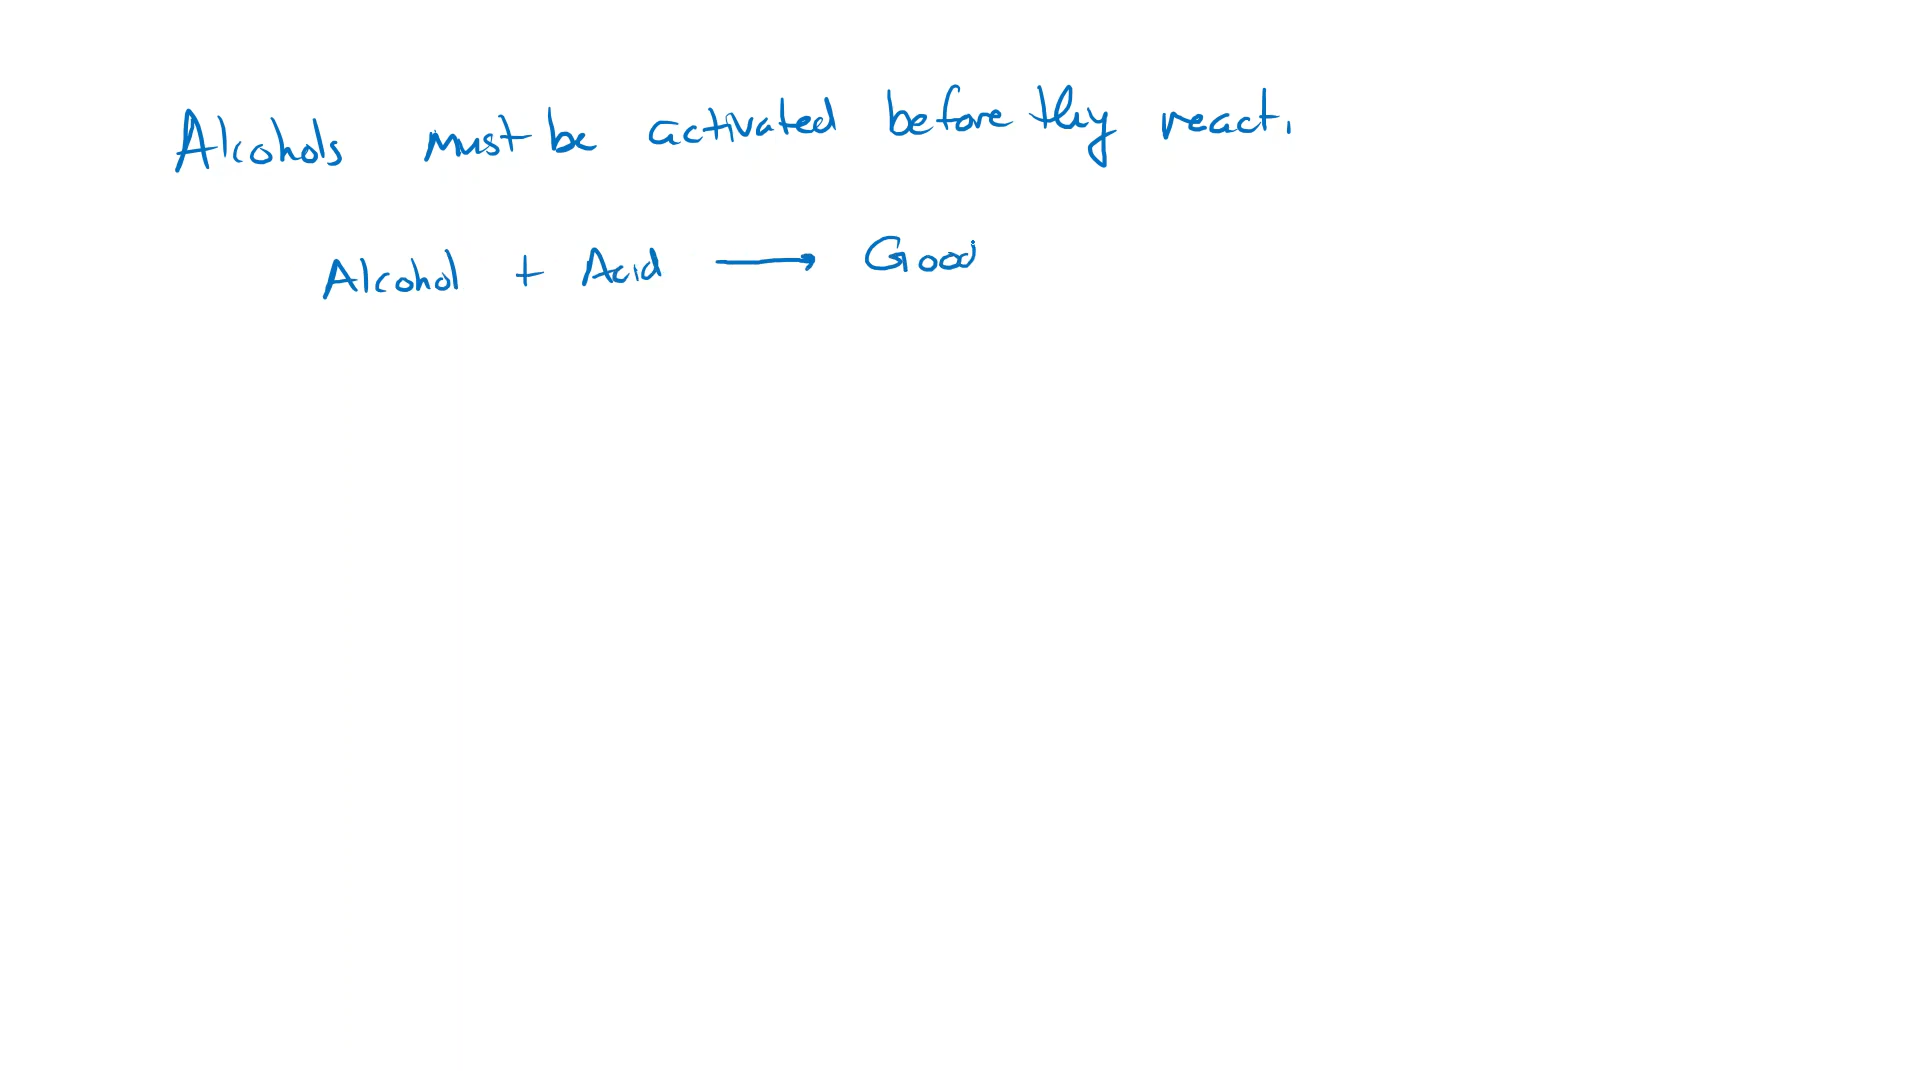 Alcohols must be activated before they react.
Alcohol + Acid → Good